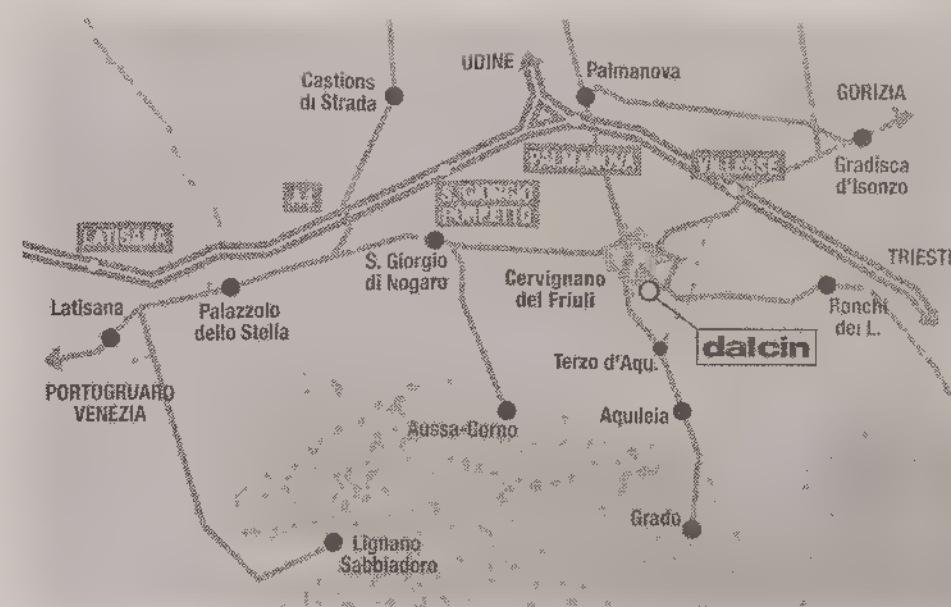 UDINE
Palmanova
Castions
di Strada
GORIZIA
PALMANOVA
VILLESSE
Gradisca
d'Isonzo
A4
S.GIORGIO
PORPETTO
LATISANA
S. Giorgio
di Nogaro
Cervignano
del Friuli
TRIESTE
Latisana
Palazzolo
dello Stella
Ronchi
dei L.
dalcin
Terzo d'Aqu.
PORTOGRUARO
VENEZIA
Aussa-Corno
Aquileia
Grado
Lignano
Sabbiadoro